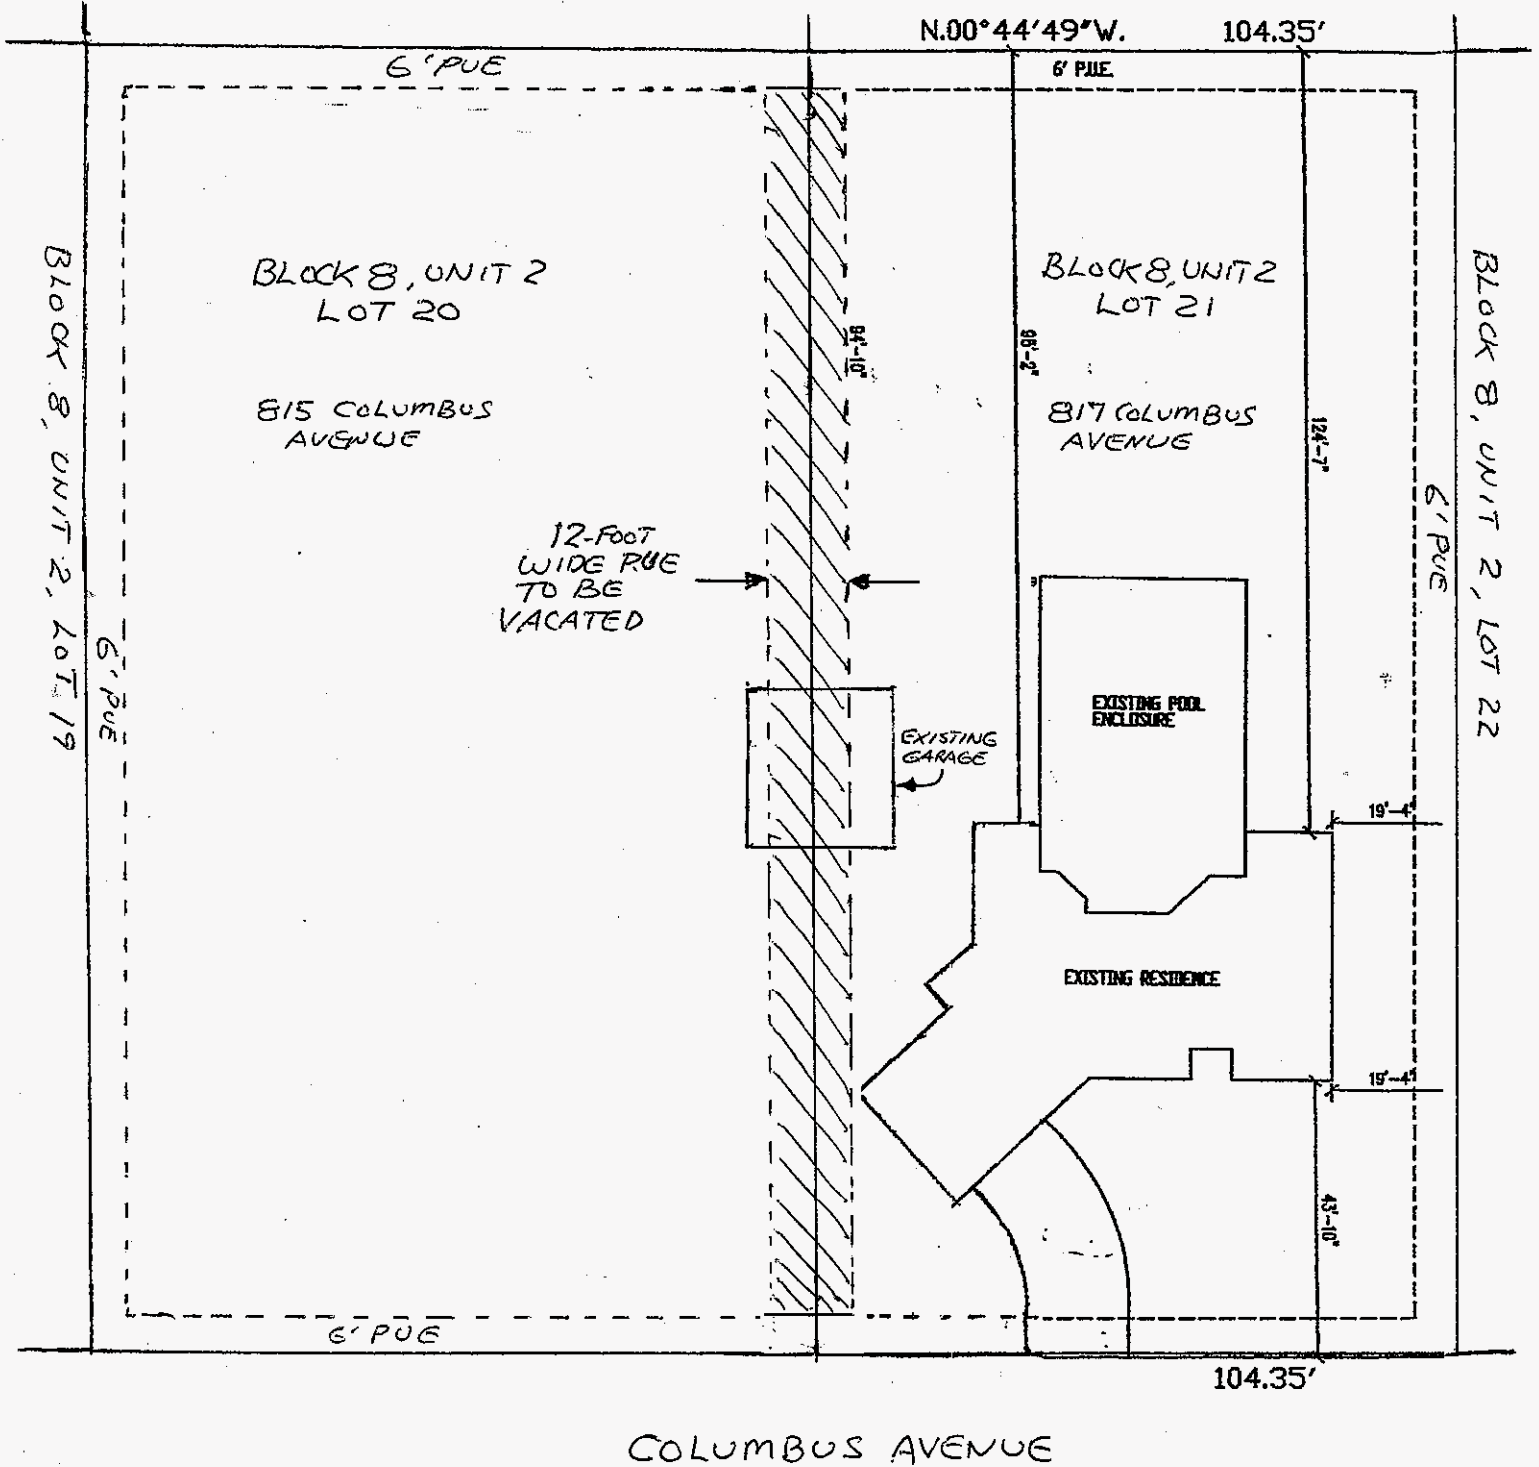 N.00°44'49"W. 104.35'
6' PUE
6' P.U.E.
BLOCK 8, UNIT 2
LOT 20
815 COLUMBUS
AVENUE
BLOCK 8, UNIT 2
LOT 21
817 COLUMBUS
AVENUE
BLOCK 8, UNIT 2, LOT 19
6' PUE
BLOCK 8, UNIT 2, LOT 22
6' PUE
94'-10"
124'-7"
12-FOOT
WIDE PUE
TO BE
VACATED
EXISTING POOL
ENCLOSURE
EXISTING
GARAGE
19'-4"
EXISTING RESIDENCE
19'-4"
43'-10"
6' PUE
104.35'
COLUMBUS AVENUE